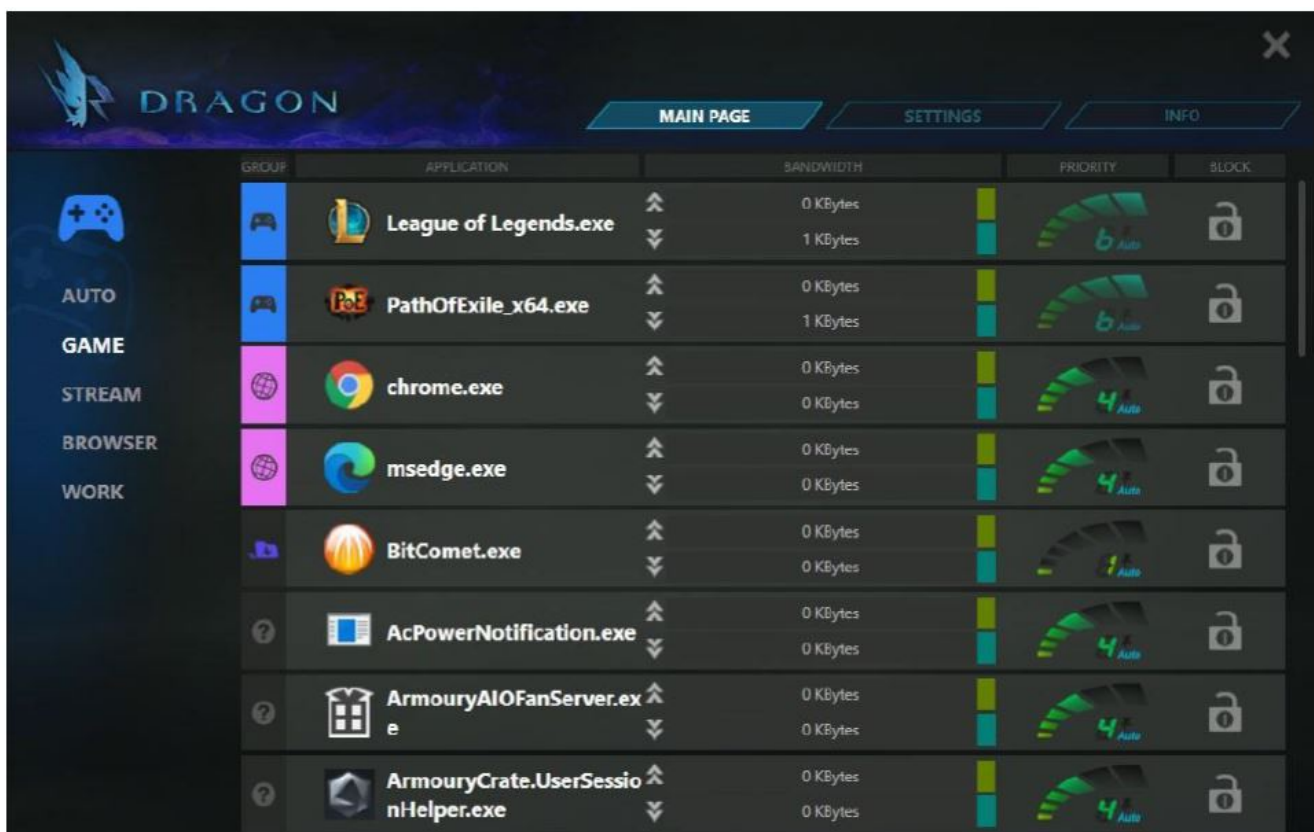 DRAGON
MAIN PAGE
SETTINGS
INFO
GROUP
APPLICATION
BANDWIDTH
PRIORITY
BLOCK
AUTO
GAME
STREAM
BROWSER
WORK
League of Legends.exe
0 KBytes
1 KBytes
6 Auto
PoE
PathOfExile_x64.exe
0 KBytes
1 KBytes
6 Auto
chrome.exe
0 KBytes
0 KBytes
4 Auto
msedge.exe
0 KBytes
0 KBytes
4 Auto
BitComet.exe
0 KBytes
0 KBytes
1 Auto
AcPowerNotification.exe
0 KBytes
0 KBytes
4 Auto
ArmouryAIOFanServer.ex
e
0 KBytes
0 KBytes
4 Auto
ArmouryCrate.UserSessio
nHelper.exe
0 KBytes
0 KBytes
4 Auto